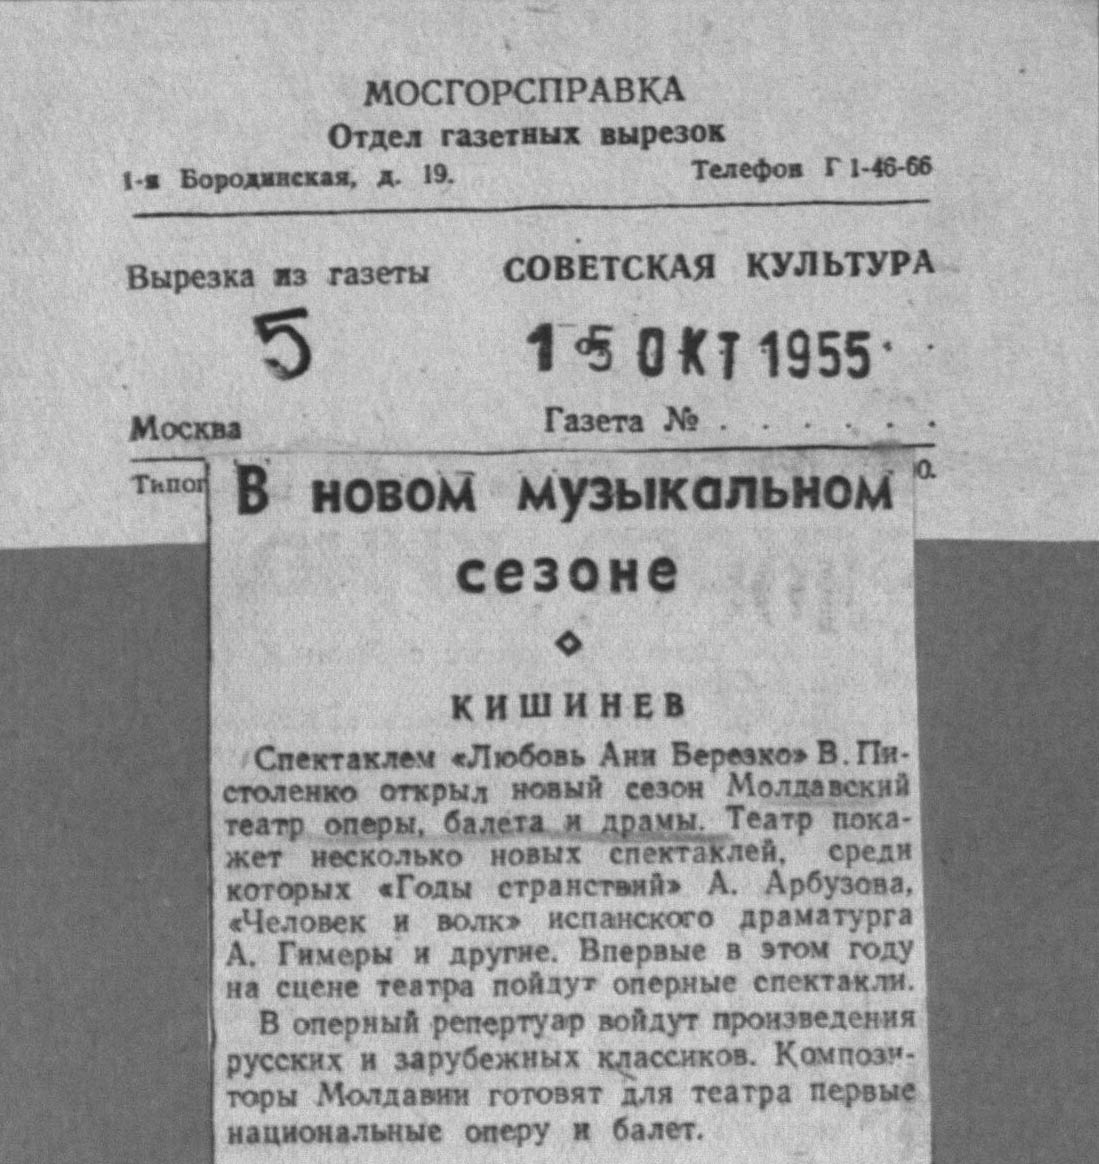 МОСГОРСПРАВКА
Отдел газетных вырезок
1-я Бородинская, д. 19. Телефон Г 1-46-66
Вырезка из газеты СОВЕТСКАЯ КУЛЬТУРА
5 15 ОКТ 1955
Москва Газета № . . . . . .
Типог 0.
В новом музыкальном
сезоне
КИШИНЕВ
Спектаклем «Любовь Ани Березко» В. Пи-
столенко открыл новый сезон Молдавский
театр оперы, балета и драмы. Театр пока-
жет несколько новых спектаклей, среди
которых «Годы странствий» А. Арбузова,
«Человек и волк» испанского драматурга
А. Гимеры и другие. Впервые в этом году
на сцене театра пойдут оперные спектакли.
В оперный репертуар войдут произведения
русских и зарубежных классиков. Компози-
торы Молдавии готовят для театра первые
национальные оперу и балет.